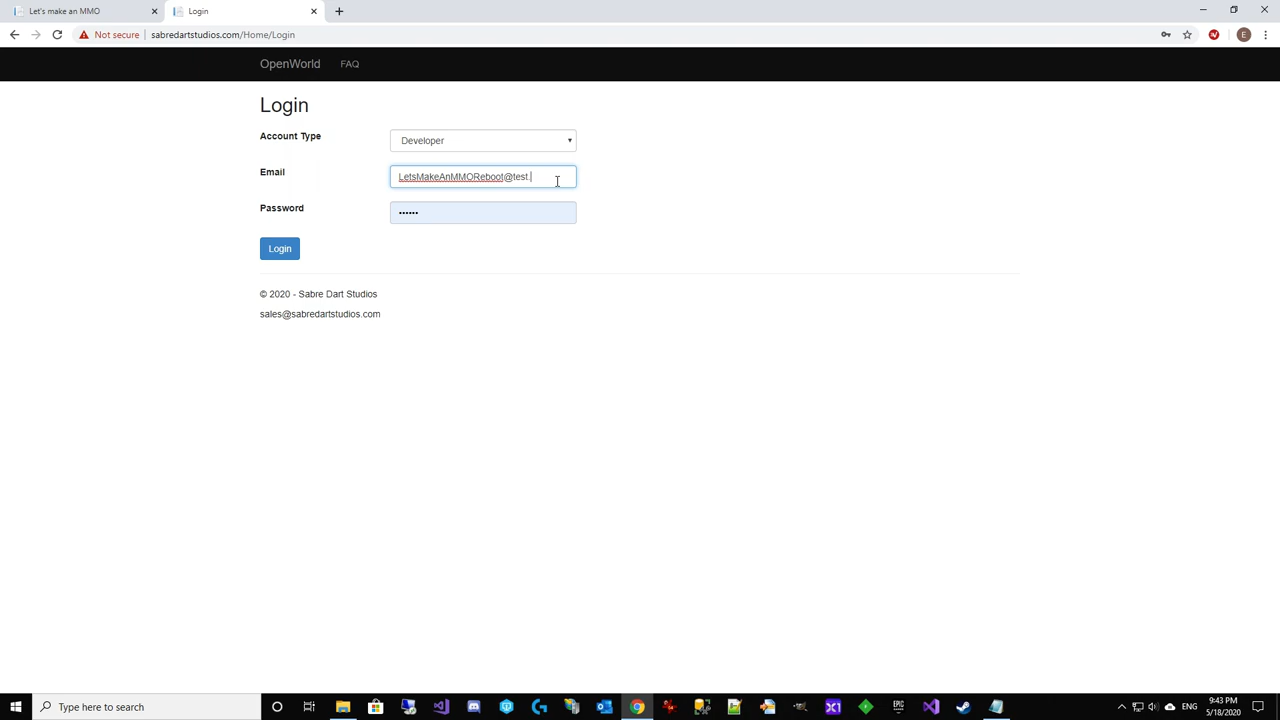 Let's make an MMO
Login
Not secure
sabredartstudios.com/Home/Login
E
OpenWorld
FAQ
Login
Account Type
Developer
Email
LetsMakeAnMMOReboot@test.
Password
••••••
Login
© 2020 - Sabre Dart Studios
sales@sabredartstudios.com
Type here to search
X1
EPIC
ENG
9:43 PM
5/18/2020